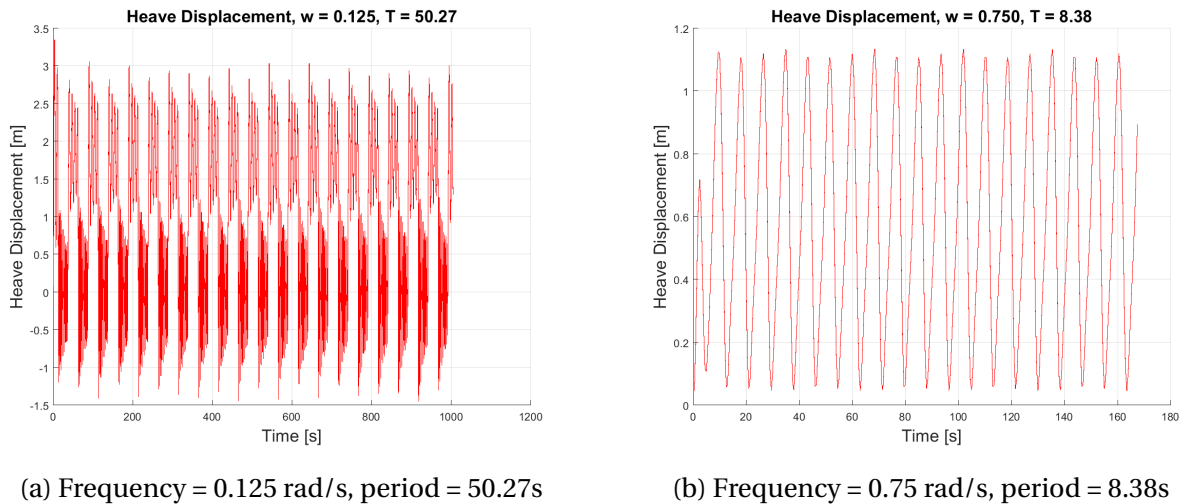 Heave Displacement, w = 0.125, T = 50.27
3.5
3
2.5
2
1.5
1
0.5
0
-0.5
-1
-1.5
Heave Displacement [m]
0 200 400 600 800 1000 1200
Time [s]
(a) Frequency = 0.125 rad/s, period = 50.27s
Heave Displacement, w = 0.750, T = 8.38
1.2
1
0.8
0.6
0.4
0.2
0
Heave Displacement [m]
0 20 40 60 80 100 120 140 160 180
Time [s]
(b) Frequency = 0.75 rad/s, period = 8.38s